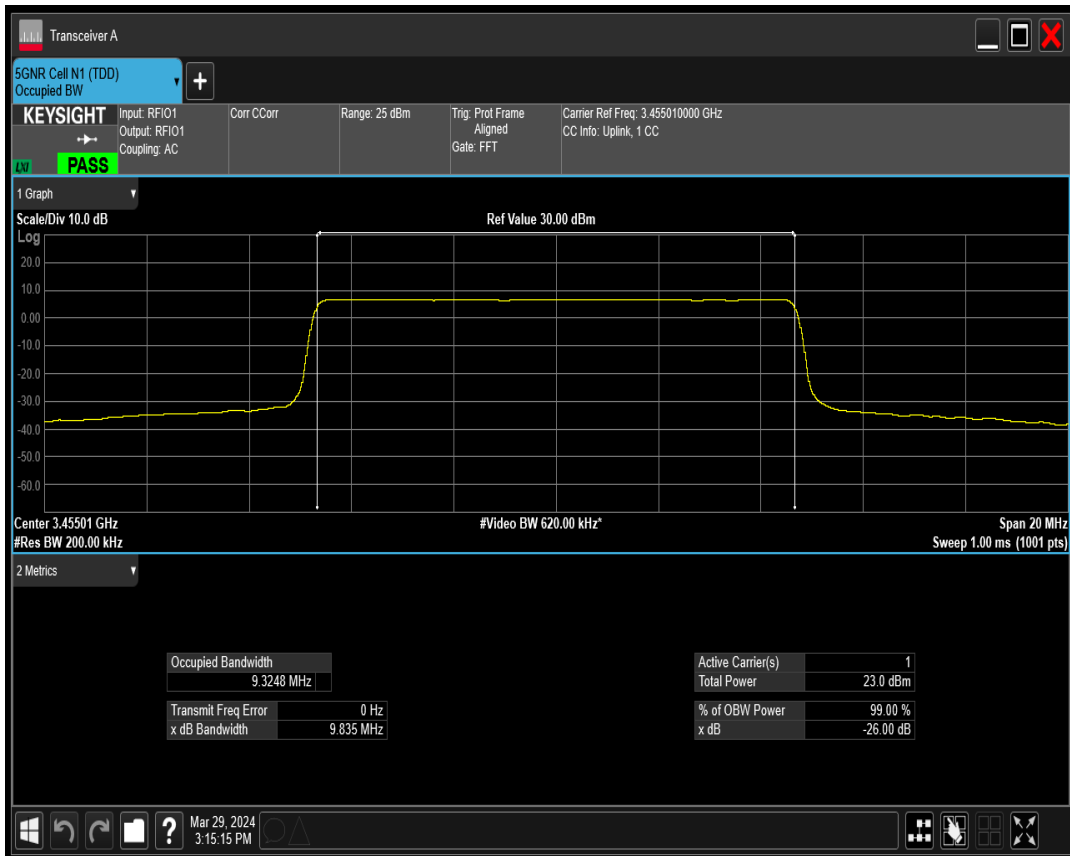 Transceiver A
5GNR Cell N1 (TDD)
Occupied BW
+
KEYSIGHT
LXI
PASS
Input: RFIO1
Output: RFIO1
Coupling: AC
Corr CCorr
Range: 25 dBm
Trig: Prot Frame
Aligned
Gate: FFT
Carrier Ref Freq: 3.455010000 GHz
CC Info: Uplink, 1 CC
1 Graph
Scale/Div 10.0 dB
Ref Value 30.00 dBm
Log
20.0
10.0
0.00
-10.0
-20.0
-30.0
-40.0
-50.0
-60.0
Center 3.45501 GHz
#Video BW 620.00 kHz*
Span 20 MHz
#Res BW 200.00 kHz
Sweep 1.00 ms (1001 pts)
2 Metrics
Occupied Bandwidth
9.3248 MHz
Transmit Freq Error 0 Hz
x dB Bandwidth 9.835 MHz
Active Carrier(s) 1
Total Power 23.0 dBm
% of OBW Power 99.00 %
x dB -26.00 dB
?
Mar 29, 2024
3:15:15 PM